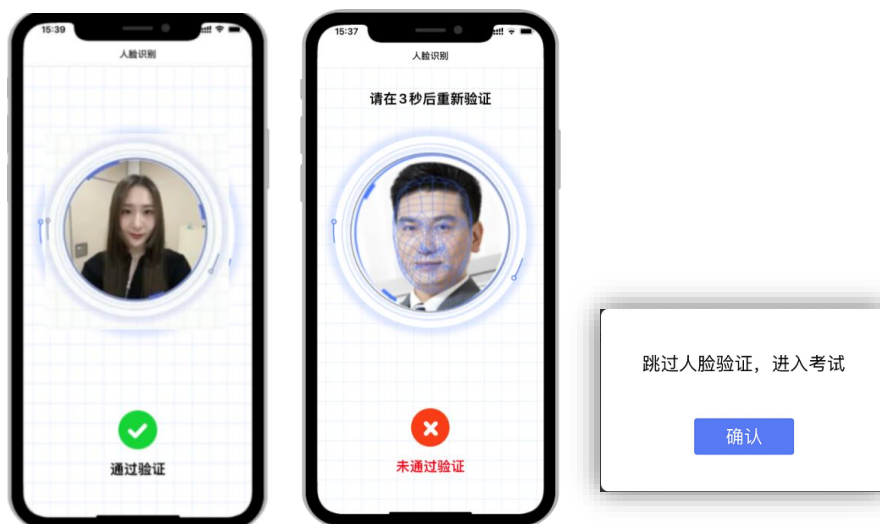 15:39
人脸识别
通过验证
15:37
人脸识别
请在3秒后重新验证
未通过验证
跳过人脸验证，进入考试
确认